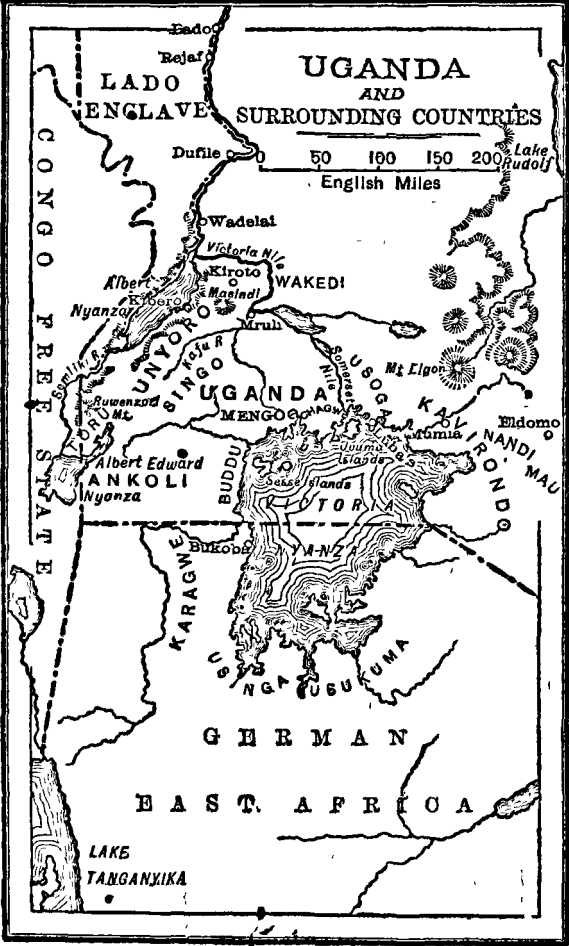 UGANDA
AND
SURROUNDING COUNTRIES
0 50 100 150 200
English Miles
Lado
Rejaf
LADO
ENCLAVE
Dufile
Lake
Rudolf
CONGO FREE STATE
Wadelai
Victoria Nile
Albert
Nyanza
Kibero
Kiroto
Masindi
WAKEDI
Mruli
UNYORO
Kafu R
SINGO
Semliki R.
Ruwenzori
Mt.
TORU
UGANDA
MENGO
CHAGWE
Somerset
Nile
USOGA
Mt Elgon
KAVIRONDO
Mumia
Eldomo
NANDI
MAU
Albert Edward
Nyanza
ANKOLI
BUDDU
Uvuma
Islands
Sesse Islands
VICTORIA
NYANZA
Bukoba
KARAGWE
USINGA
USUKUMA
GERMAN
EAST. AFRICA
LAKE
TANGANYIKA